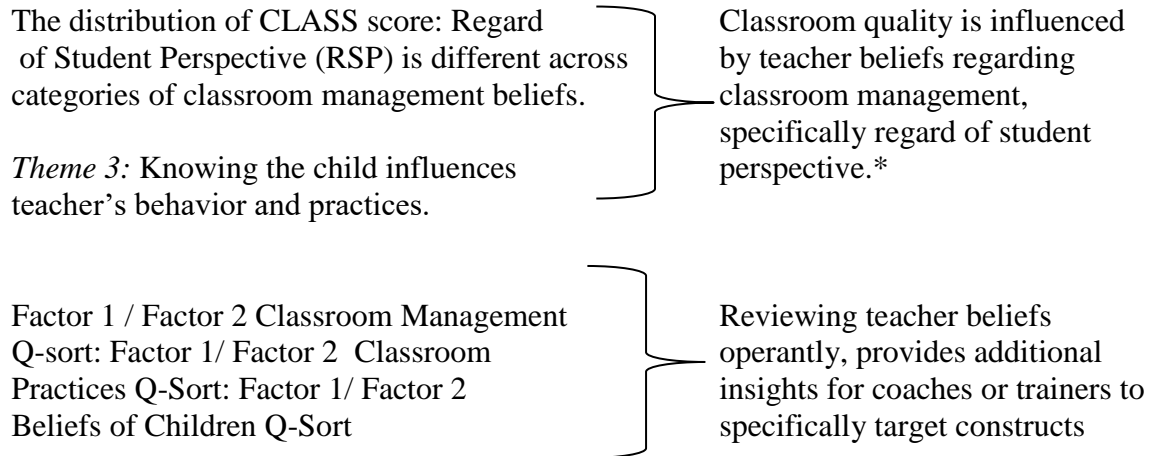 The distribution of CLASS score: Regard
of Student Perspective (RSP) is different across
categories of classroom management beliefs.
Theme 3: Knowing the child influences
teacher's behavior and practices.
Classroom quality is influenced
by teacher beliefs regarding
classroom management,
specifically regard of student
perspective.*
Factor 1 / Factor 2 Classroom Management
Q-sort: Factor 1/ Factor 2 Classroom
Practices Q-Sort: Factor 1/ Factor 2
Beliefs of Children Q-Sort
Reviewing teacher beliefs
operantly, provides additional
insights for coaches or trainers to
specifically target constructs